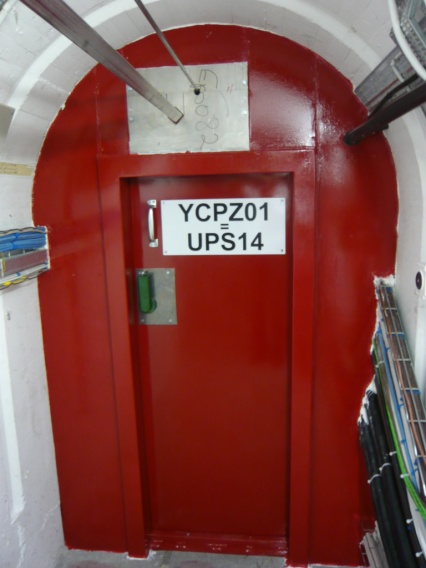 YCPZ01
=
UPS14